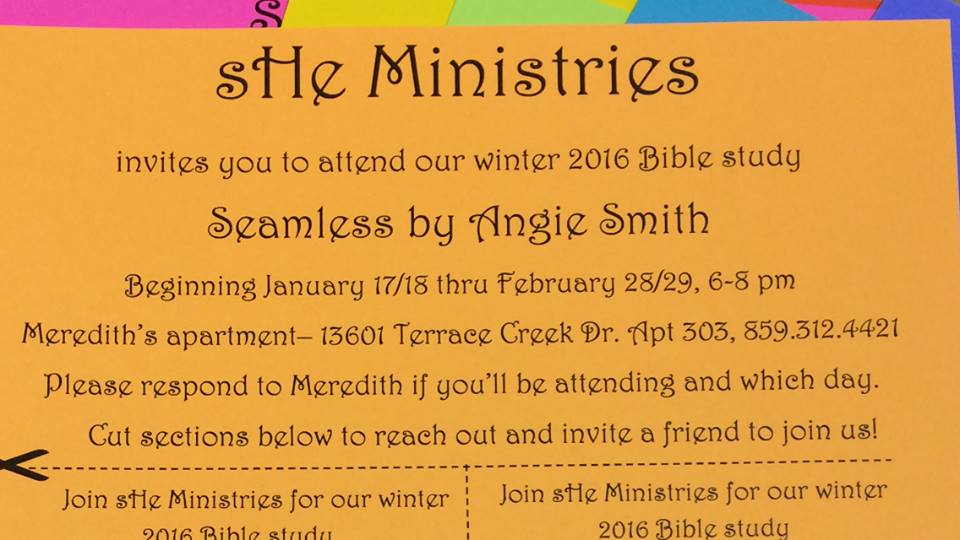 sHe Ministries
invites you to attend our winter 2016 Bible study
Seamless by Angie Smith
Beginning January 17/18 thru February 28/29, 6-8 pm
Meredith's apartment– 13601 Terrace Creek Dr. Apt 303, 859.312.4421
Please respond to Meredith if you'll be attending and which day.
Cut sections below to reach out and invite a friend to join us!
Join sHe Ministries for our winter
2016 Bible study
Join sHe Ministries for our winter
2016 Bible study